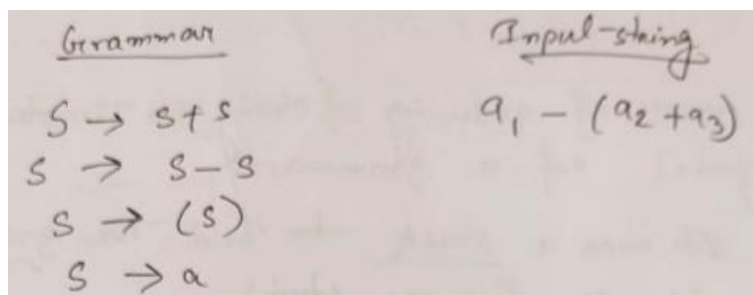 Grammar
Input-string
S → S+S
a₁ - (a₂ + a₃)
S → S-S
S → (S)
S → a